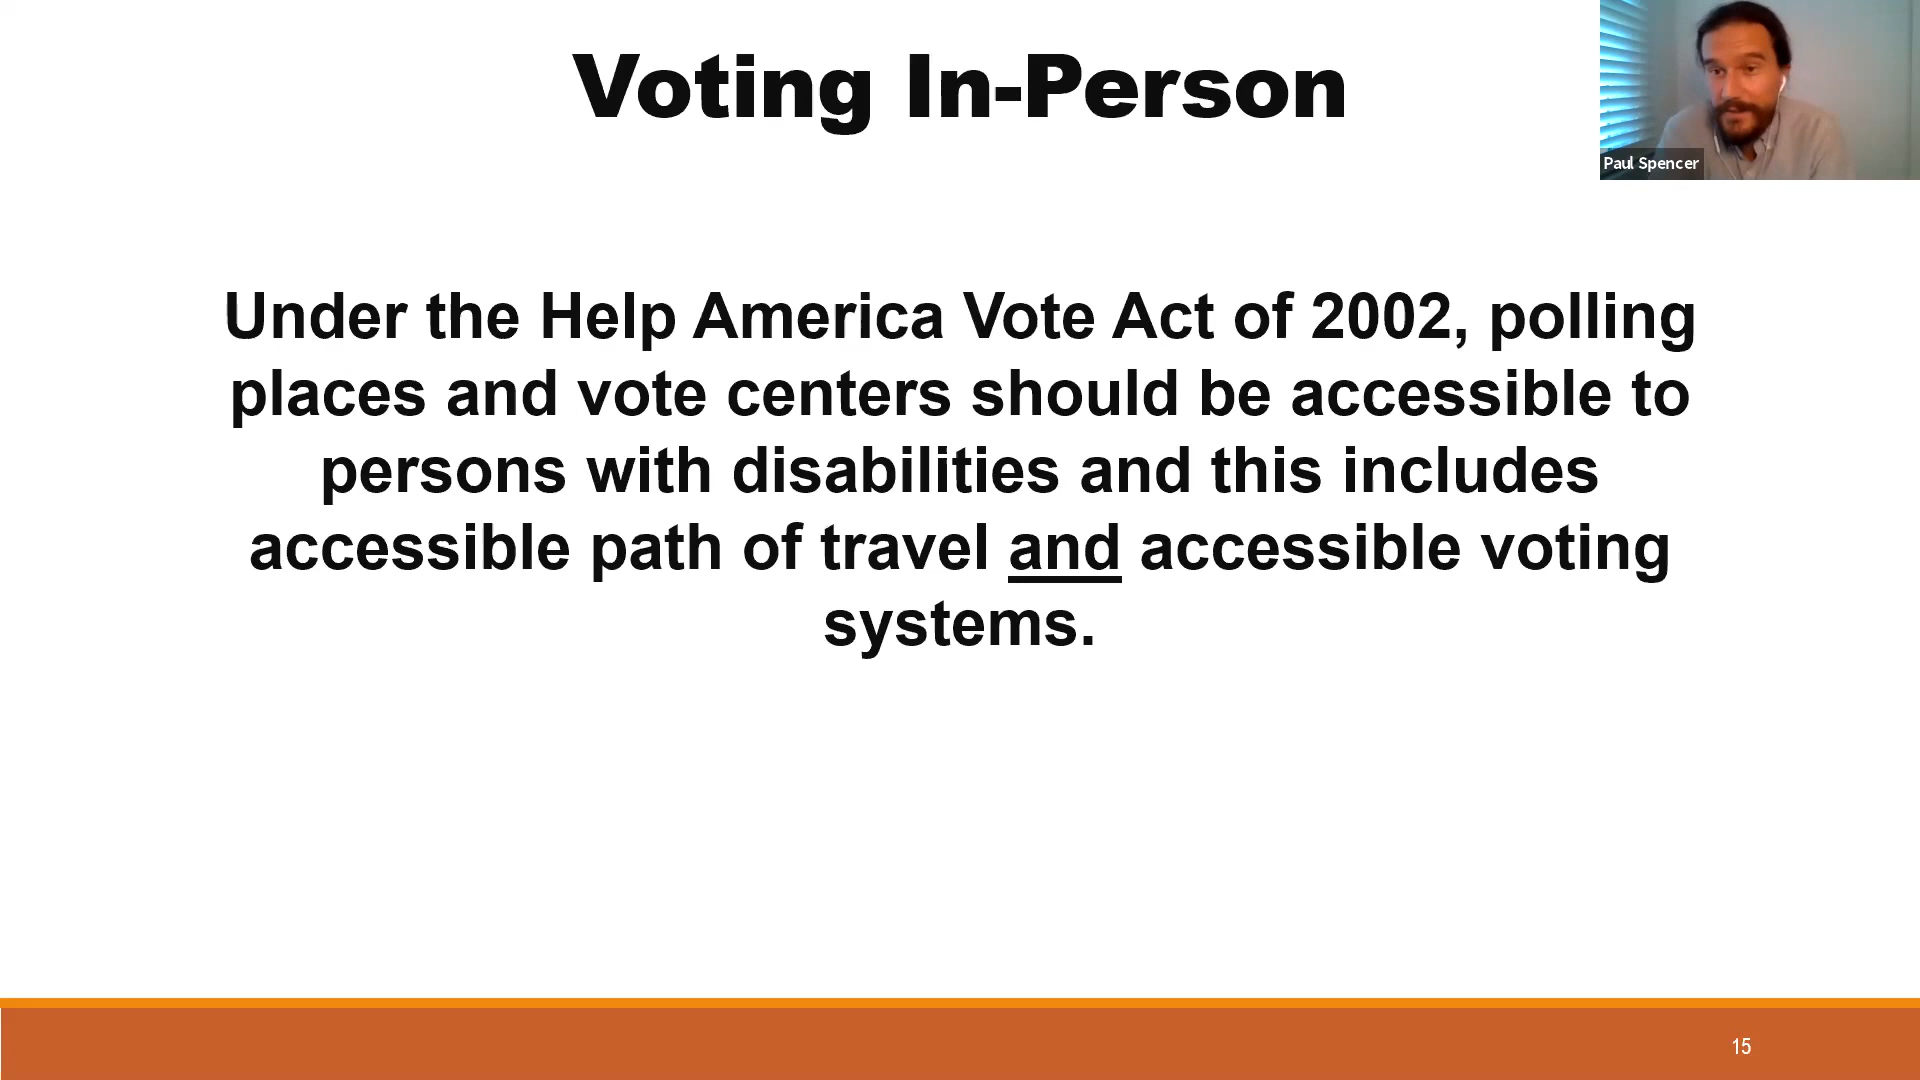 Voting In-Person
Paul Spencer
Under the Help America Vote Act of 2002, polling
places and vote centers should be accessible to
persons with disabilities and this includes
accessible path of travel and accessible voting
systems.
15